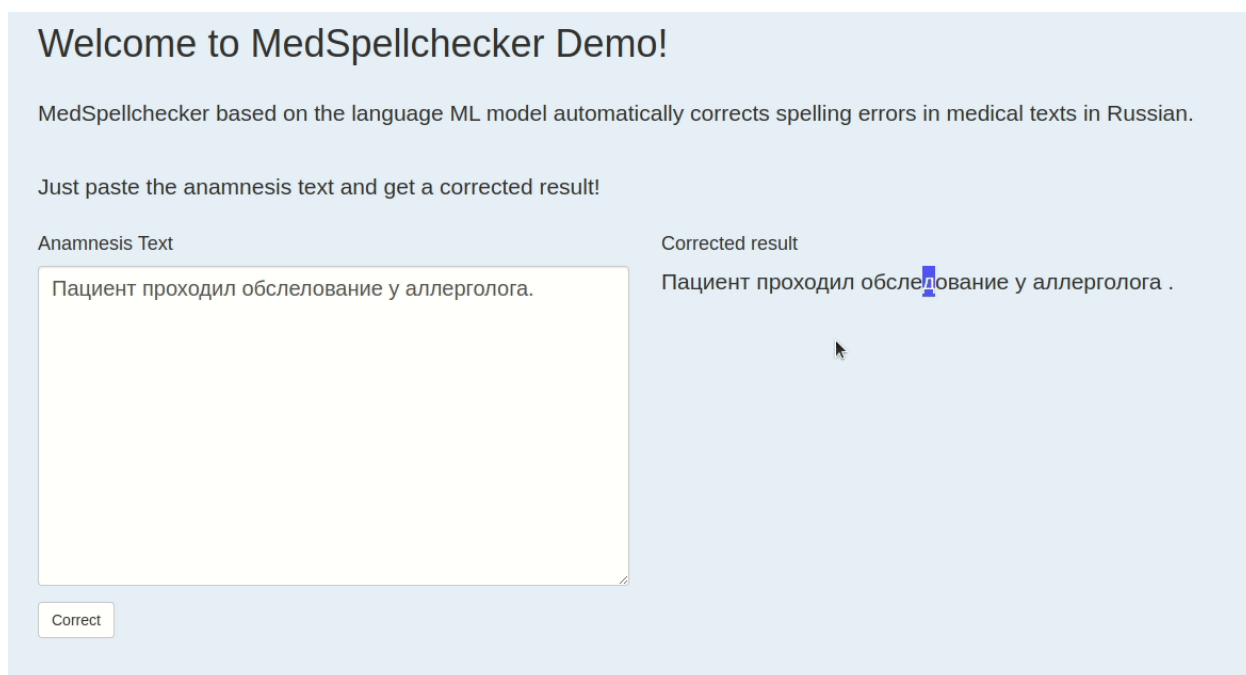 Welcome to MedSpellchecker Demo!
MedSpellchecker based on the language ML model automatically corrects spelling errors in medical texts in Russian.
Just paste the anamnesis text and get a corrected result!
Anamnesis Text
Пациент проходил обслелование у аллерголога.
Correct
Corrected result
Пациент проходил обследование у аллерголога .